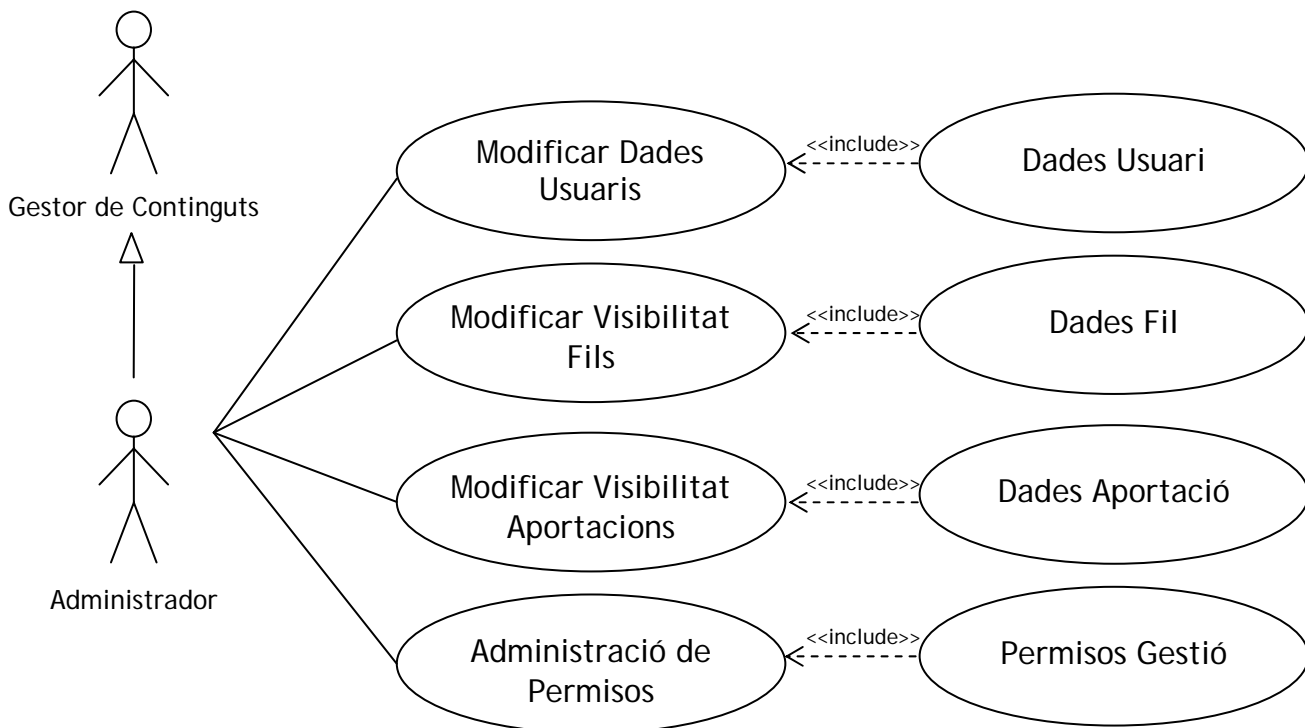 Gestor de Continguts
Administrador
Modificar Dades
Usuaris
<<include>>
Dades Usuari
Modificar Visibilitat
Fils
<<include>>
Dades Fil
Modificar Visibilitat
Aportacions
<<include>>
Dades Aportació
Administració de
Permisos
<<include>>
Permisos Gestió